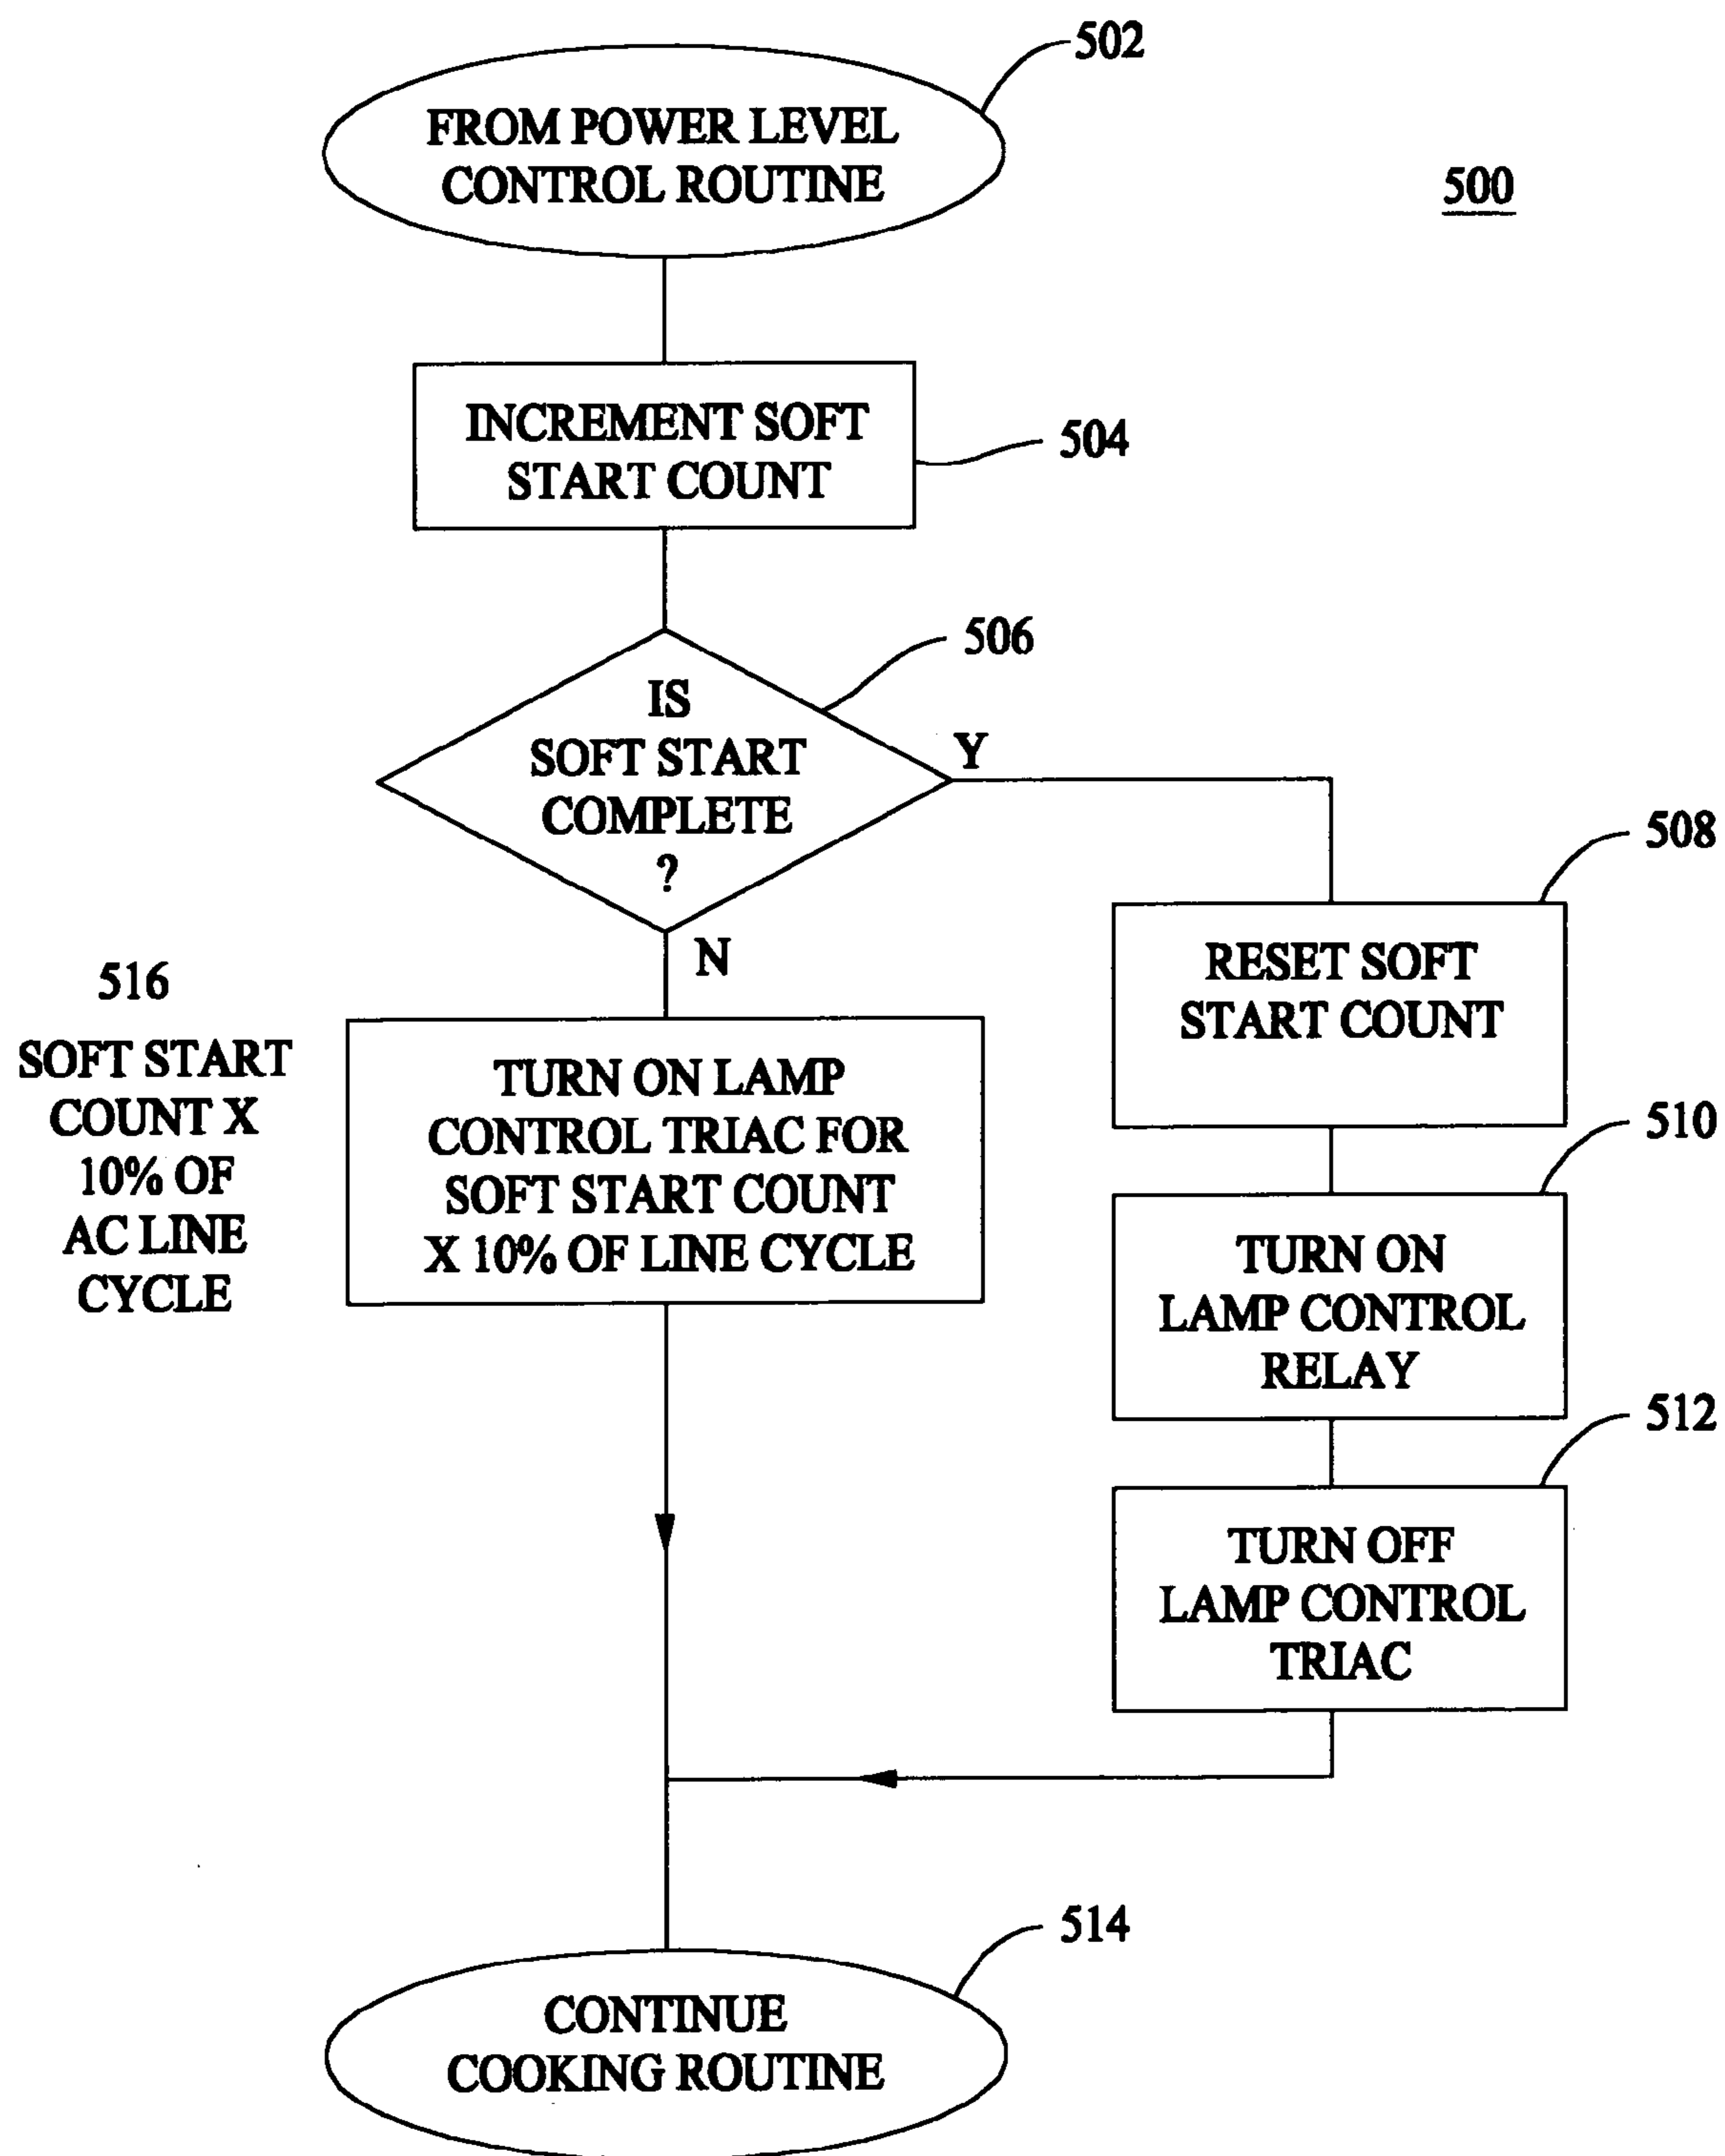 502
FROM POWER LEVEL
CONTROL ROUTINE
500
INCREMENT SOFT
START COUNT
504
506
IS
SOFT START
COMPLETE
?
Y
N
508
RESET SOFT
START COUNT
516
SOFT START
COUNT X
10% OF
AC LINE
CYCLE
TURN ON LAMP
CONTROL TRIAC FOR
SOFT START COUNT
X 10% OF LINE CYCLE
510
TURN ON
LAMP CONTROL
RELAY
512
TURN OFF
LAMP CONTROL
TRIAC
514
CONTINUE
COOKING ROUTINE